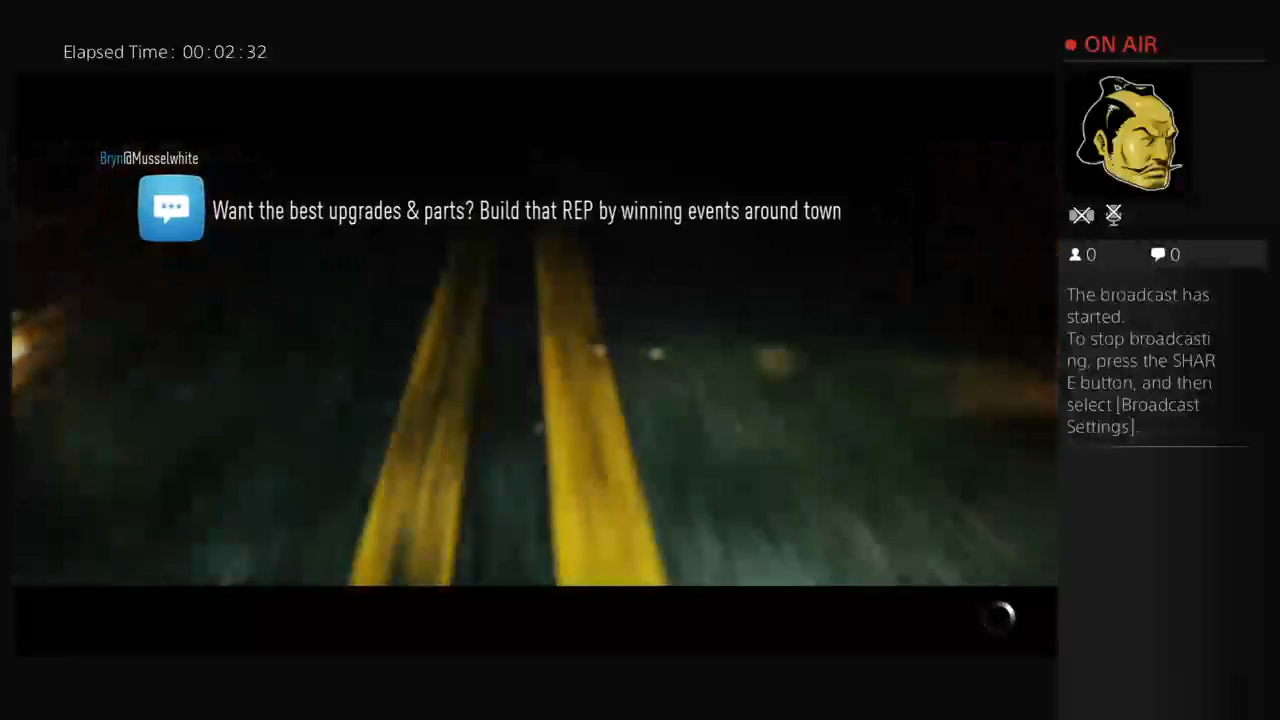 Elapsed Time: 00:02:32
ON AIR
Bryn@Musselwhite
Want the best upgrades & parts? Build that REP by winning events around town
0 0
The broadcast has
started.
To stop broadcasti
ng, press the SHAR
E button, and then
select [Broadcast
Settings].